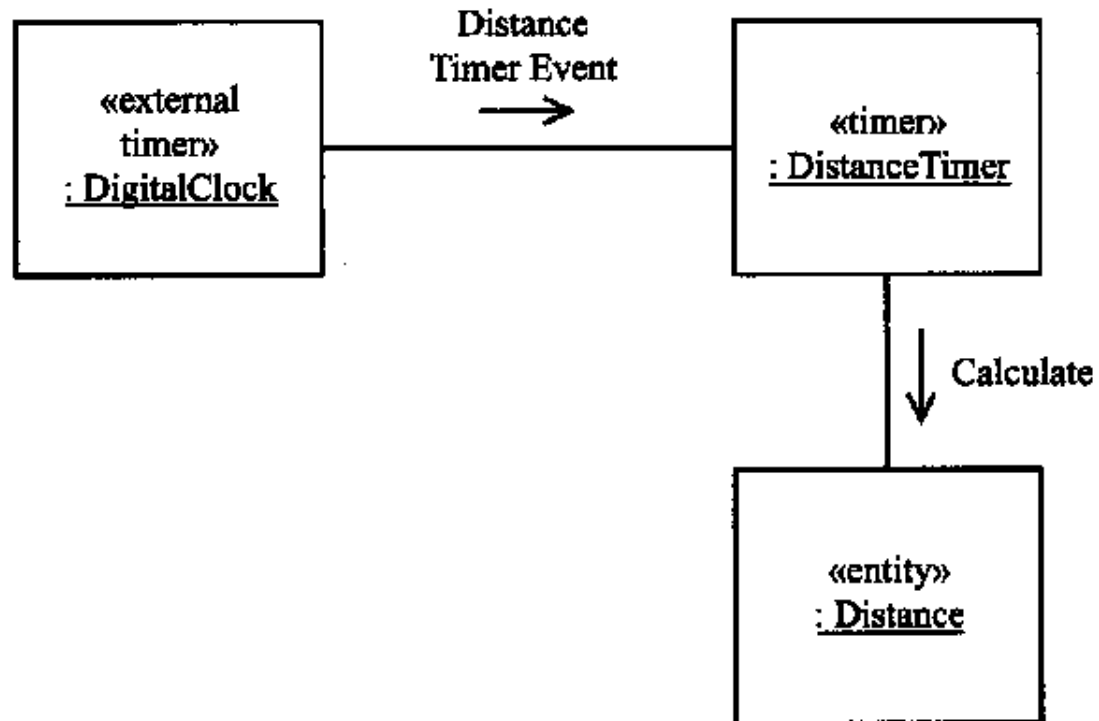 Distance
Timer Event
«external
timer»
: DigitalClock
«timer»
: DistanceTimer
Calculate
«entity»
: Distance